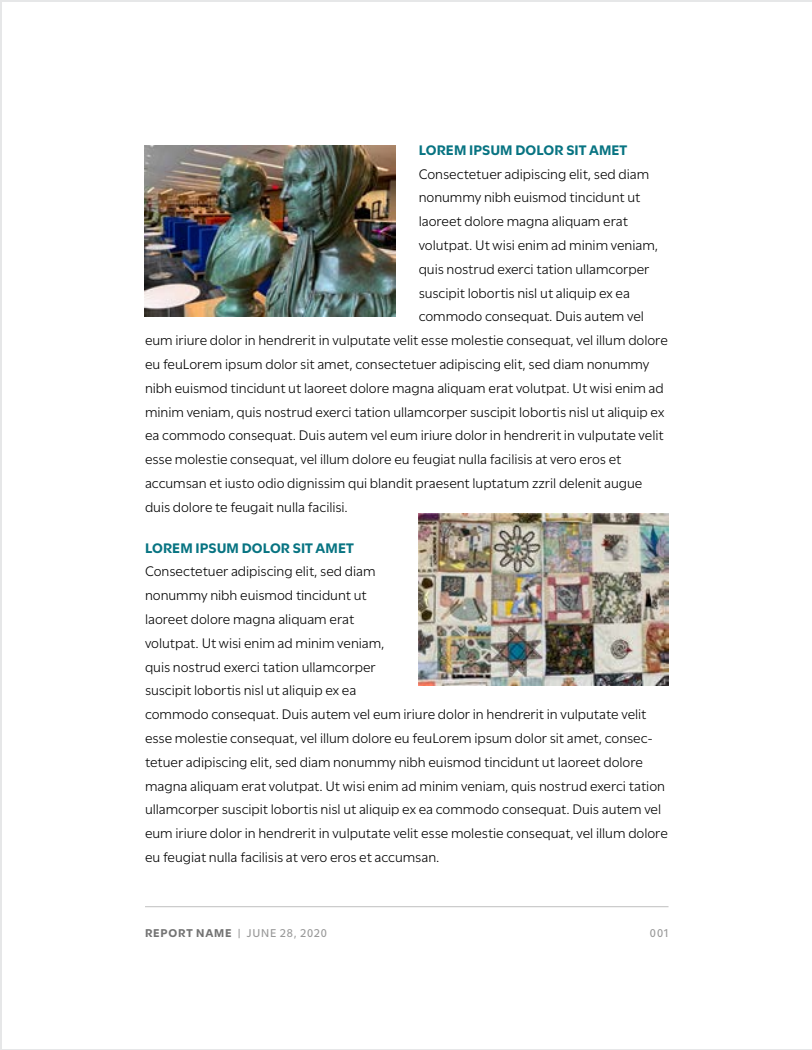 LOREM IPSUM DOLOR SIT AMET
Consectetuer adipiscing elit, sed diam
nonummy nibh euismod tincidunt ut
laoreet dolore magna aliquam erat
volutpat. Ut wisi enim ad minim veniam,
quis nostrud exerci tation ullamcorper
suscipit lobortis nisl ut aliquip ex ea
commodo consequat. Duis autem vel
eum iriure dolor in hendrerit in vulputate velit esse molestie consequat, vel illum dolore
eu feuLorem ipsum dolor sit amet, consectetuer adipiscing elit, sed diam nonummy
nibh euismod tincidunt ut laoreet dolore magna aliquam erat volutpat. Ut wisi enim ad
minim veniam, quis nostrud exerci tation ullamcorper suscipit lobortis nisl ut aliquip ex
ea commodo consequat. Duis autem vel eum iriure dolor in hendrerit in vulputate velit
esse molestie consequat, vel illum dolore eu feugiat nulla facilisis at vero eros et
accumsan et iusto odio dignissim qui blandit praesent luptatum zzril delenit augue
duis dolore te feugait nulla facilisi.
LOREM IPSUM DOLOR SIT AMET
Consectetuer adipiscing elit, sed diam
nonummy nibh euismod tincidunt ut
laoreet dolore magna aliquam erat
volutpat. Ut wisi enim ad minim veniam,
quis nostrud exerci tation ullamcorper
suscipit lobortis nisl ut aliquip ex ea
commodo consequat. Duis autem vel eum iriure dolor in hendrerit in vulputate velit
esse molestie consequat, vel illum dolore eu feuLorem ipsum dolor sit amet, consec-
tetuer adipiscing elit, sed diam nonummy nibh euismod tincidunt ut laoreet dolore
magna aliquam erat volutpat. Ut wisi enim ad minim veniam, quis nostrud exerci tation
ullamcorper suscipit lobortis nisl ut aliquip ex ea commodo consequat. Duis autem vel
eum iriure dolor in hendrerit in vulputate velit esse molestie consequat, vel illum dolore
eu feugiat nulla facilisis at vero eros et accumsan.
REPORT NAME | JUNE 28, 2020 001